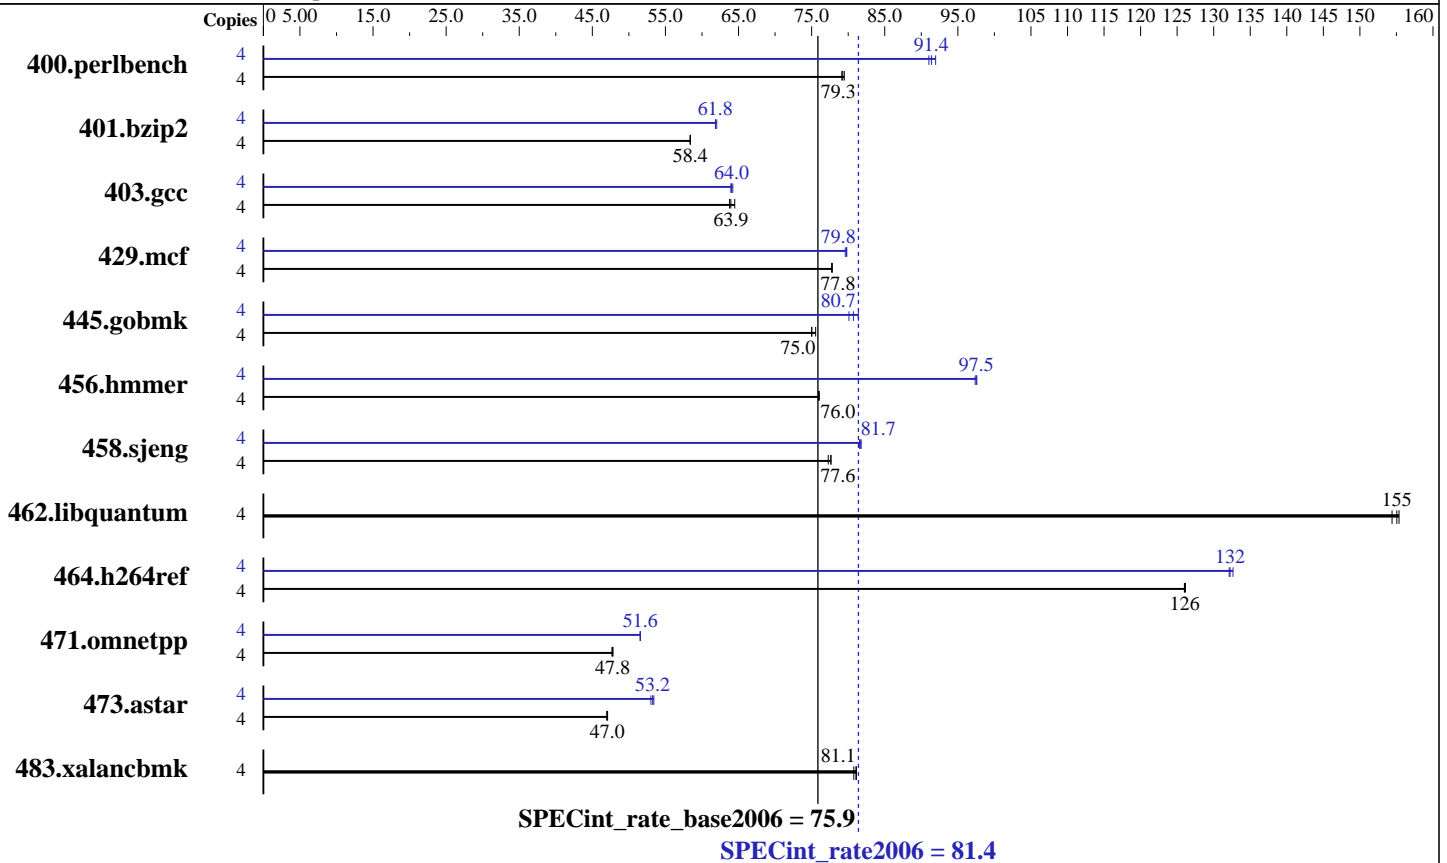 Copies 0 5.00 15.0 25.0 35.0 45.0 55.0 65.0 75.0 85.0 95.0 105 110 115 120 125 130 135 140 145 150 160
400.perlbench 4 91.4
4 79.3
401.bzip2 4 61.8
4 58.4
403.gcc 4 64.0
4 63.9
429.mcf 4 79.8
4 77.8
445.gobmk 4 80.7
4 75.0
456.hmmer 4 97.5
4 76.0
458.sjeng 4 81.7
4 77.6
462.libquantum 4 155
464.h264ref 4 132
4 126
471.omnetpp 4 51.6
4 47.8
473.astar 4 53.2
4 47.0
483.xalancbmk 4 81.1
SPECint_rate_base2006 = 75.9
SPECint_rate2006 = 81.4